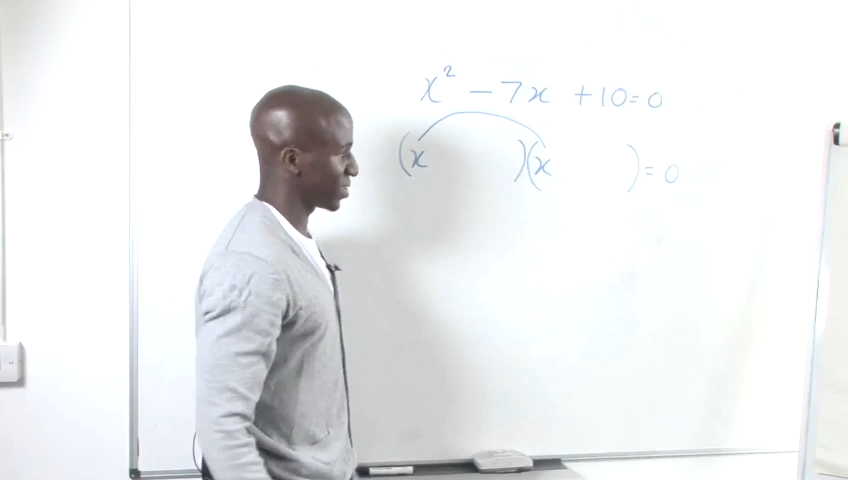 x² - 7x + 10 = 0
(x )(x ) = 0